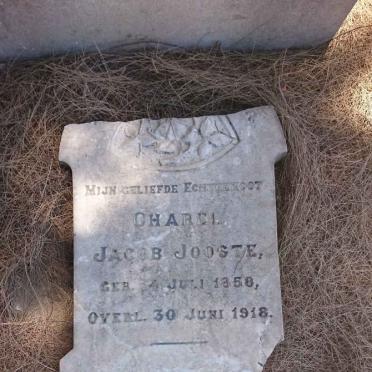 MIJN GELIEFDE ECHTGENOOT
CHAREL
JACOB JOOSTE,
GEB. 4 JULI 1858,
OVERL. 30 JUNI 1918.